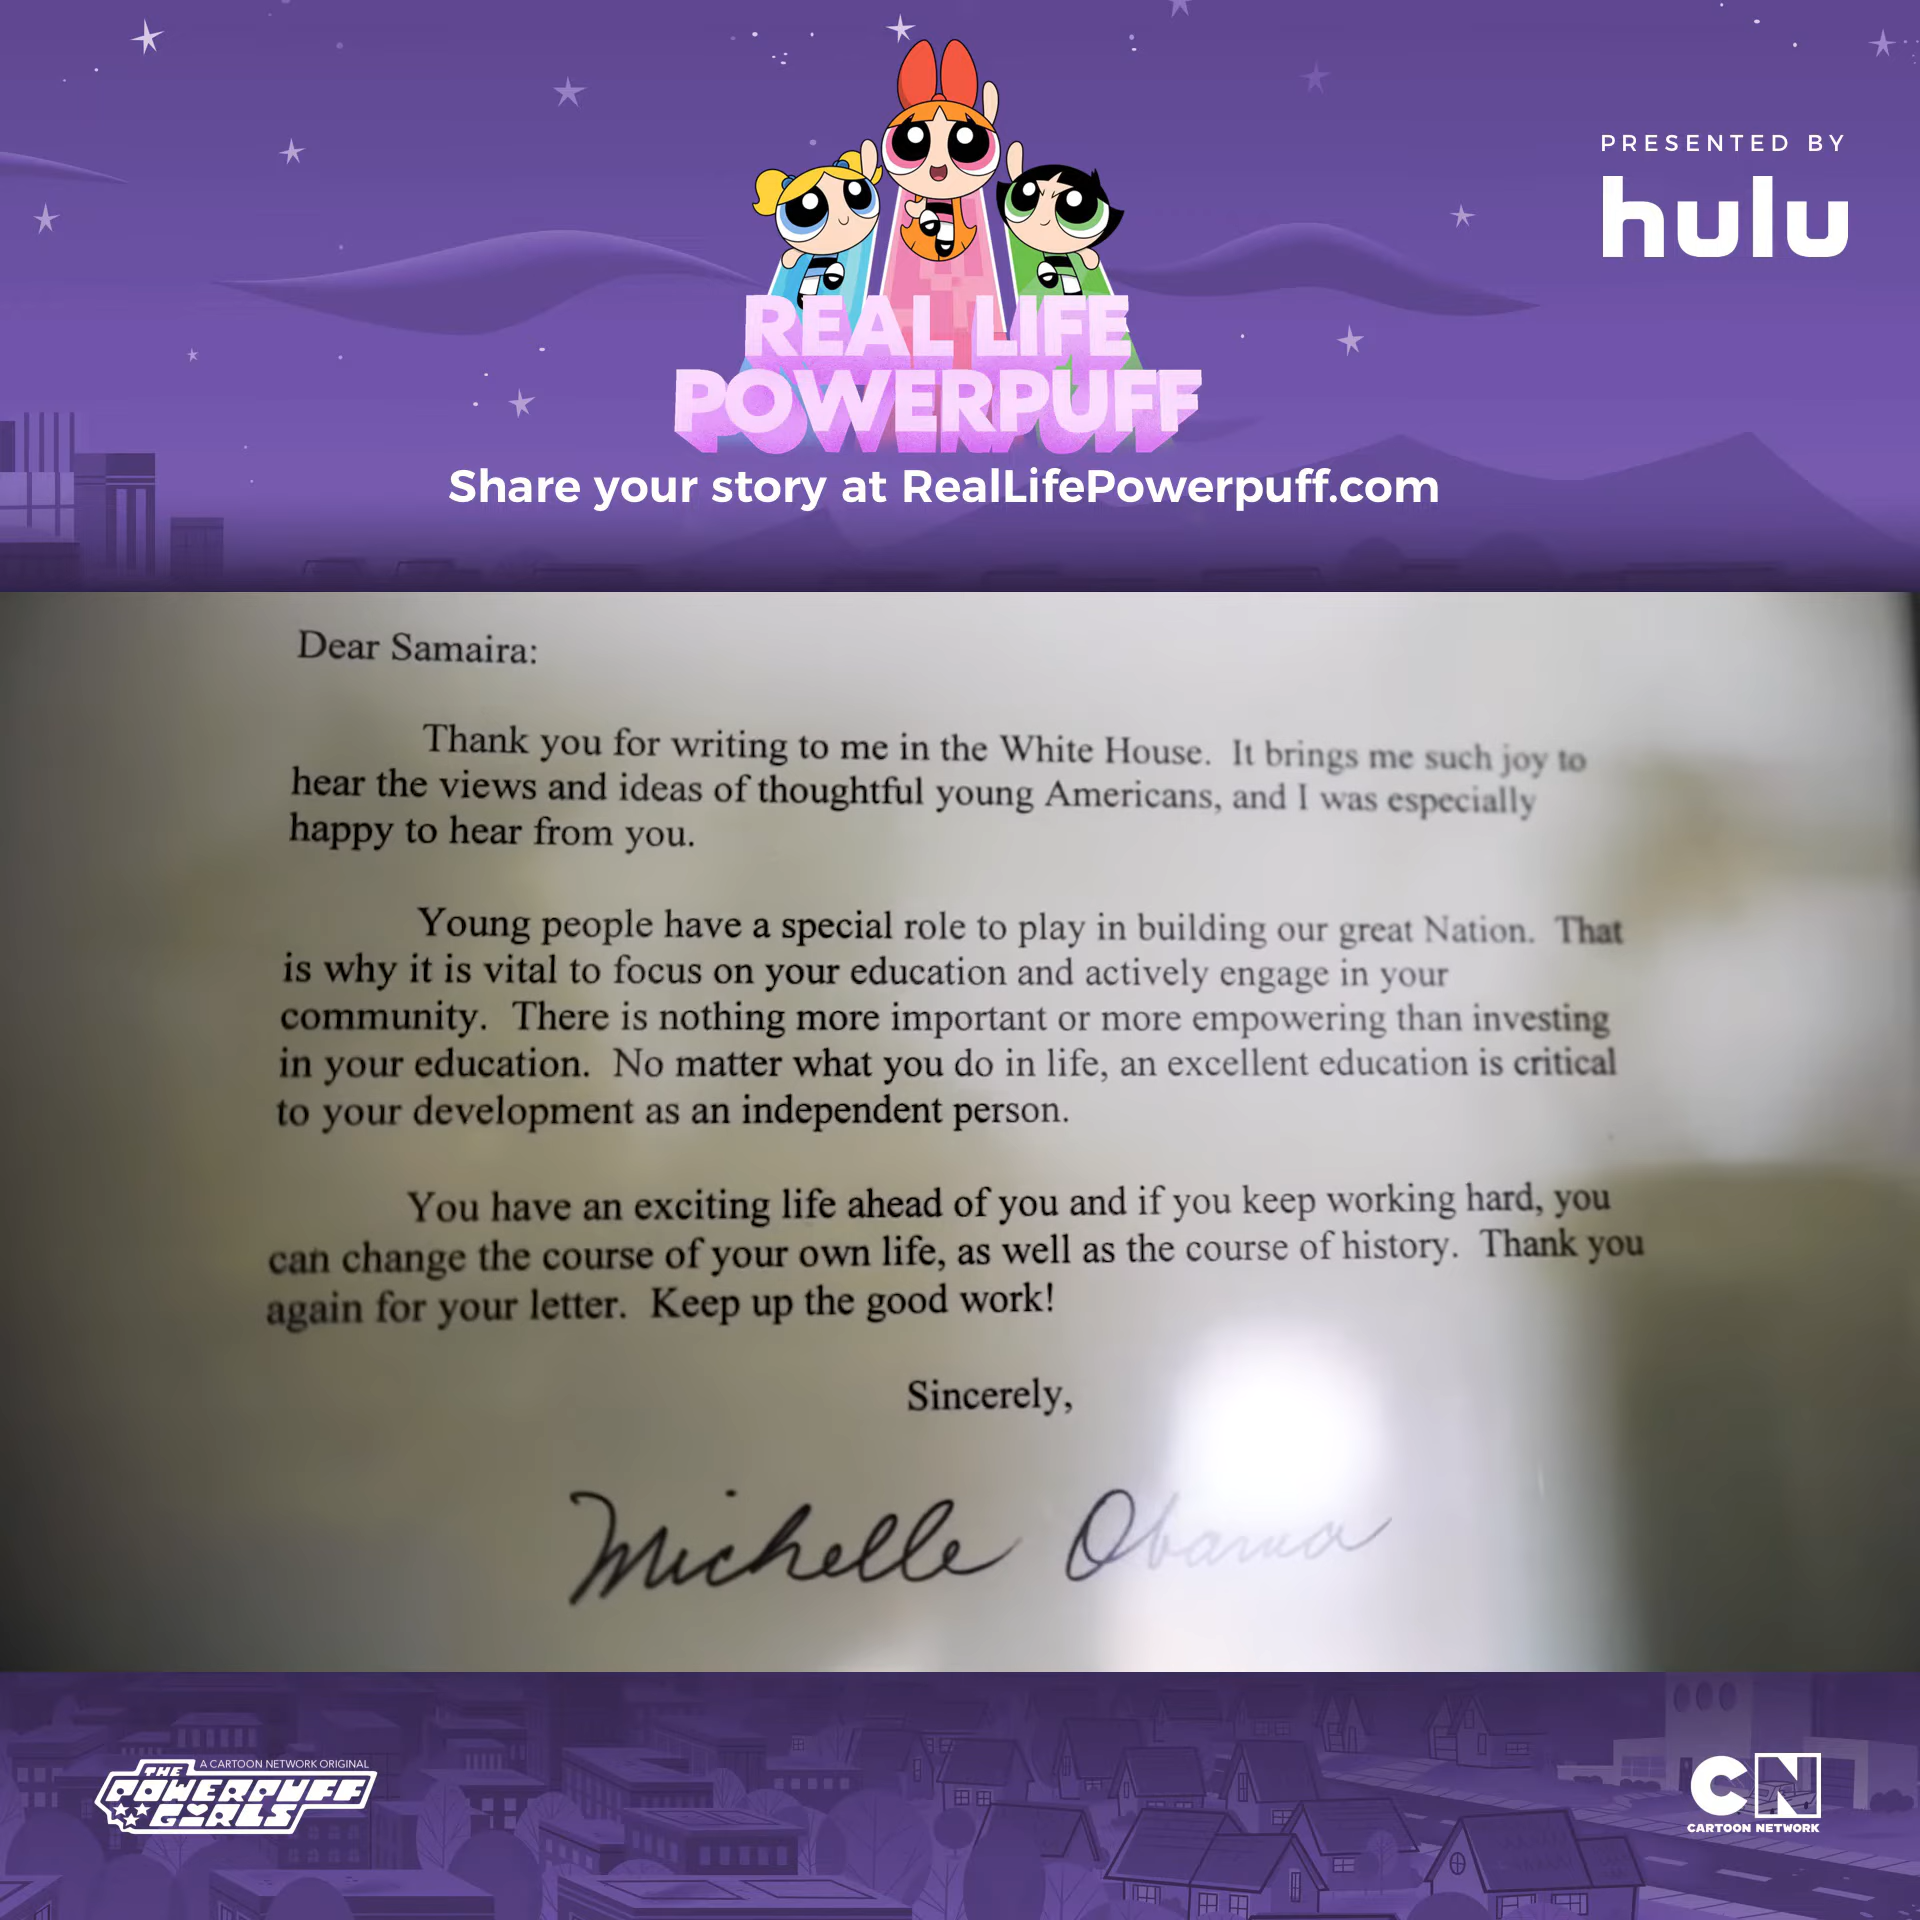 PRESENTED BY
hulu
REAL LIFE
POWERPUFF
Share your story at RealLifePowerpuff.com
Dear Samaira:
Thank you for writing to me in the White House. It brings me such joy to
hear the views and ideas of thoughtful young Americans, and I was especially
happy to hear from you.
Young people have a special role to play in building our great Nation. That
is why it is vital to focus on your education and actively engage in your
community. There is nothing more important or more empowering than investing
in your education. No matter what you do in life, an excellent education is critical
to your development as an independent person.
You have an exciting life ahead of you and if you keep working hard, you
can change the course of your own life, as well as the course of history. Thank you
again for your letter. Keep up the good work!
Sincerely,
Michelle Obama
A CARTOON NETWORK ORIGINAL
THE
POWERPUFF
GIRLS
CN
CARTOON NETWORK